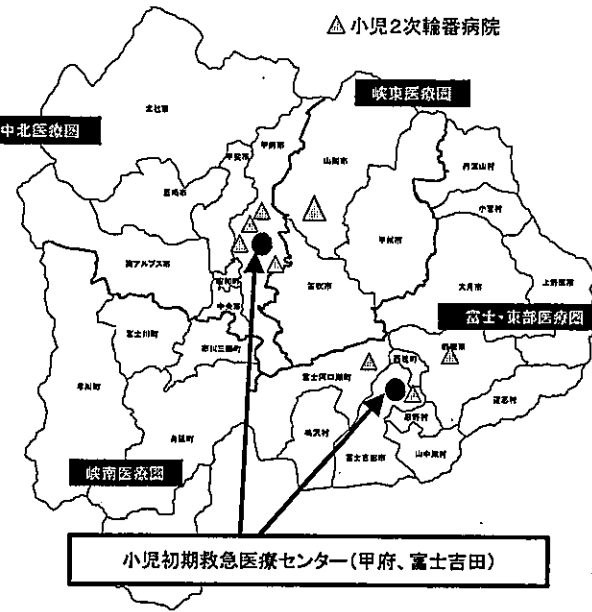 小児2次輪番病院
峡東医療圏
中北医療圏
北杜市
甲府市
甲斐市
山梨市
丹波山村
小菅村
韮崎市
甲州市
南アルプス市
昭和町
中央市
笛吹市
大月市
上野原市
富士・東部医療圏
富士川町
市川三郷町
都留市
西桂町
富士河口湖町
早川町
道志村
忍野村
鳴沢村
身延町
富士吉田市
山中湖村
峡南医療圏
小児初期救急医療センター(甲府、富士吉田)